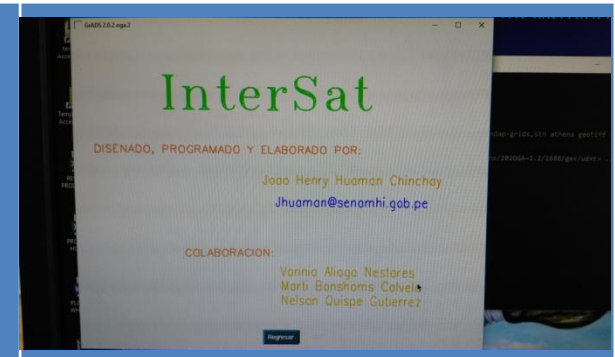 GrADS 2.0.2.oga.2
InterSat
DISENADO, PROGRAMADO Y ELABORADO POR:
Joao Henry Huaman Chinchay
Jhuaman@senamhi.gob.pe
COLABORACION:
Vannia Aliaga Nestares
Marti Bonshoms Calvelo
Nelson Quispe Gutierrez
Regresar